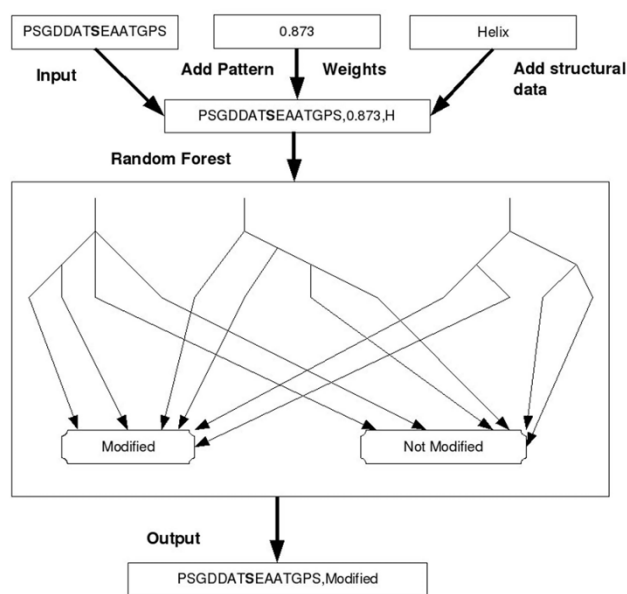 PSGDDATSEAATGPS
0.873
Helix
Input
Add Pattern
Weights
Add structural
data
PSGDDATSEAATGPS,0.873,H
Random Forest
Modified
Not Modified
Output
PSGDDATSEAATGPS,Modified